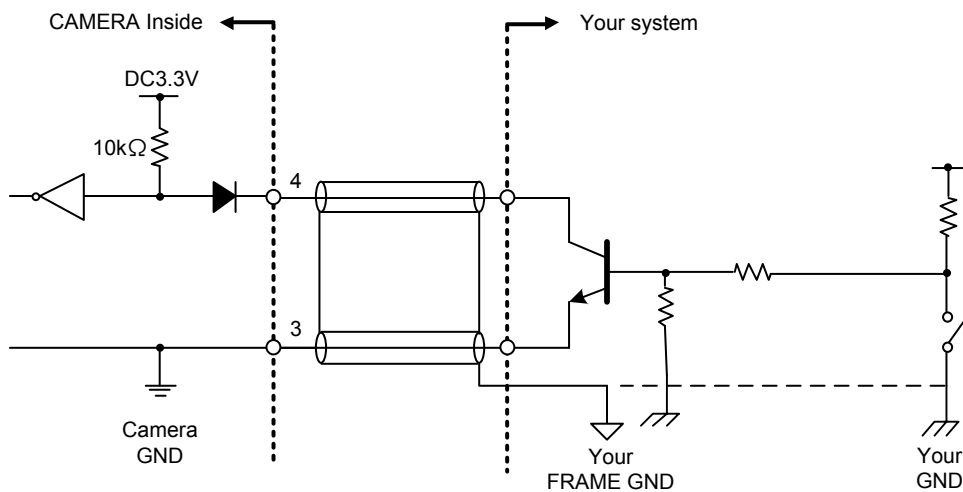 CAMERA Inside
Your system
DC3.3V
10kΩ
4
3
Camera
GND
Your
FRAME GND
Your
GND